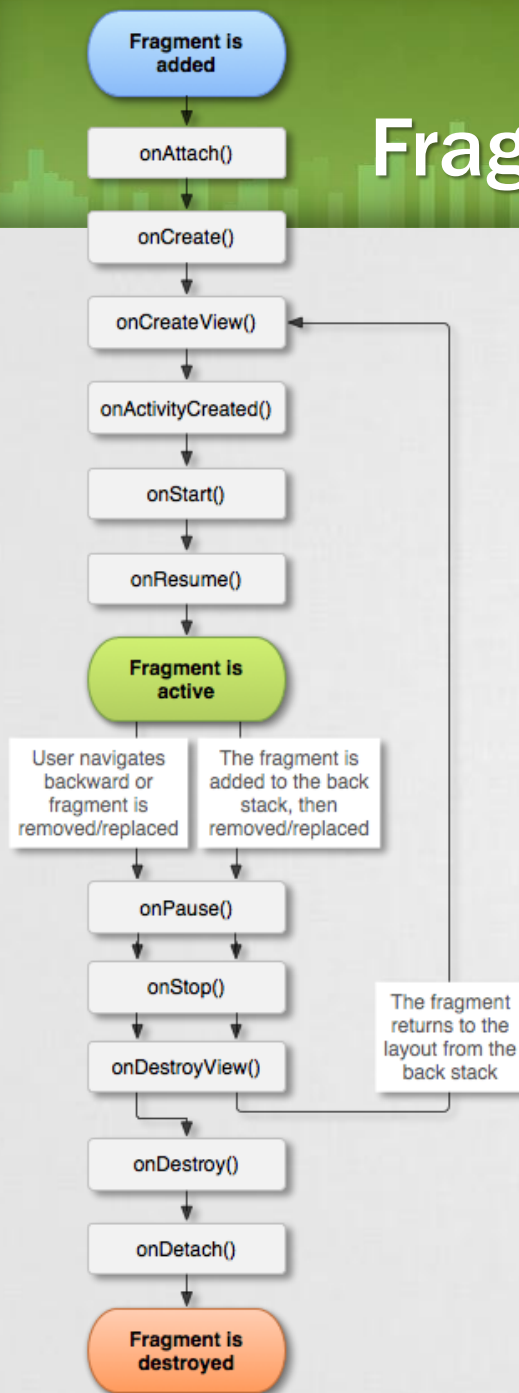 Fragment is
added
Frag
onAttach()
onCreate()
onCreateView()
onActivityCreated()
onStart()
onResume()
Fragment is
active
User navigates
backward or
fragment is
removed/replaced
The fragment is
added to the back
stack, then
removed/replaced
onPause()
onStop()
The fragment
returns to the
layout from the
back stack
onDestroyView()
onDestroy()
onDetach()
Fragment is
destroyed